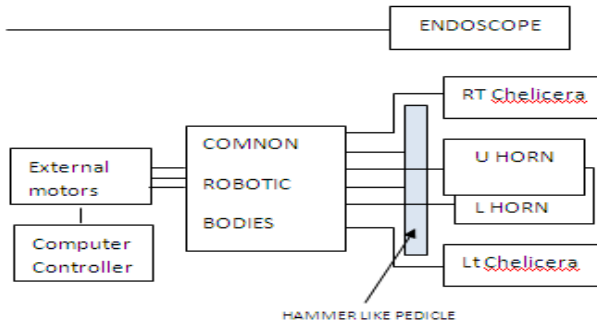 ENDOSCOPE
RT Chelicera
COMNON
ROBOTIC
BODIES
External
motors
U HORN
L HORN
Computer
Controller
Lt Chelicera
HAMMER LIKE PEDICLE